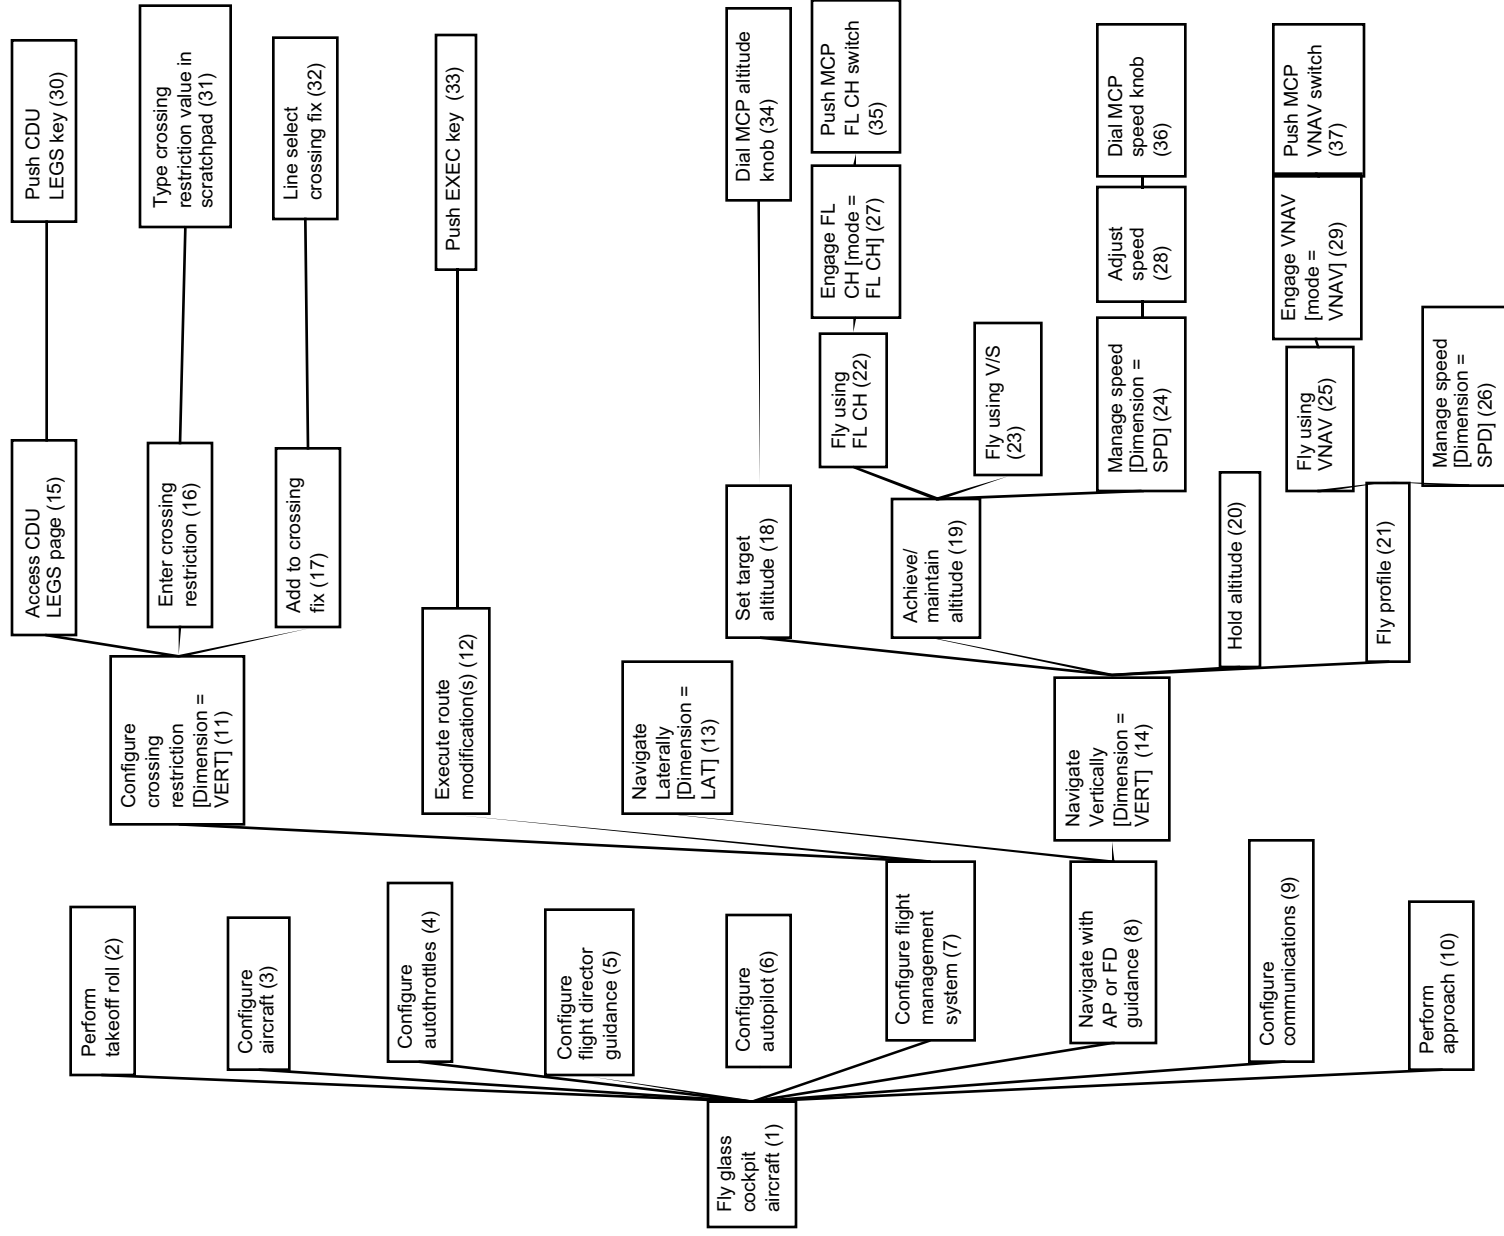 Fly glass
cockpit
aircraft (1)
Perform
takeoff roll (2)
Configure
aircraft (3)
Configure
autothrottles (4)
Configure
flight director
guidance (5)
Configure
autopilot (6)
Configure flight
management
system (7)
Navigate with
AP or FD
guidance (8)
Configure
communications (9)
Perform
approach (10)
Configure
crossing
restriction
[Dimension =
VERT] (11)
Execute route
modification(s) (12)
Navigate
Laterally
[Dimension =
LAT] (13)
Navigate
Vertically
[Dimension =
VERT] (14)
Access CDU
LEGS page (15)
Enter crossing
restriction (16)
Add to crossing
fix (17)
Set target
altitude (18)
Achieve/
maintain
altitude (19)
Hold altitude (20)
Fly profile (21)
Fly using
FL CH (22)
Fly using V/S
(23)
Manage speed
[Dimension =
SPD] (24)
Fly using
VNAV (25)
Manage speed
[Dimension =
SPD] (26)
Engage FL
CH [mode =
FL CH] (27)
Adjust
speed
(28)
Engage VNAV
[mode =
VNAV] (29)
Push CDU
LEGS key (30)
Type crossing
restriction value in
scratchpad (31)
Line select
crossing fix (32)
Push EXEC key (33)
Dial MCP altitude
knob (34)
Push MCP
FL CH switch
(35)
Dial MCP
speed knob
(36)
Push MCP
VNAV switch
(37)